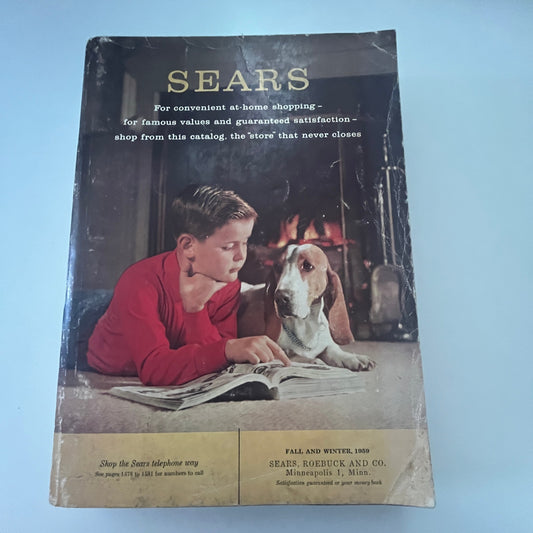 SEARS
For convenient at-home shopping –
for famous values and guaranteed satisfaction –
shop from this catalog, the "store" that never closes
Shop the Sears telephone way
See pages to 1581 for numbers to call
FALL AND WINTER, 1959
SEARS, ROEBUCK AND CO.
Minneapolis 1, Minn.
Satisfaction guaranteed or your money back